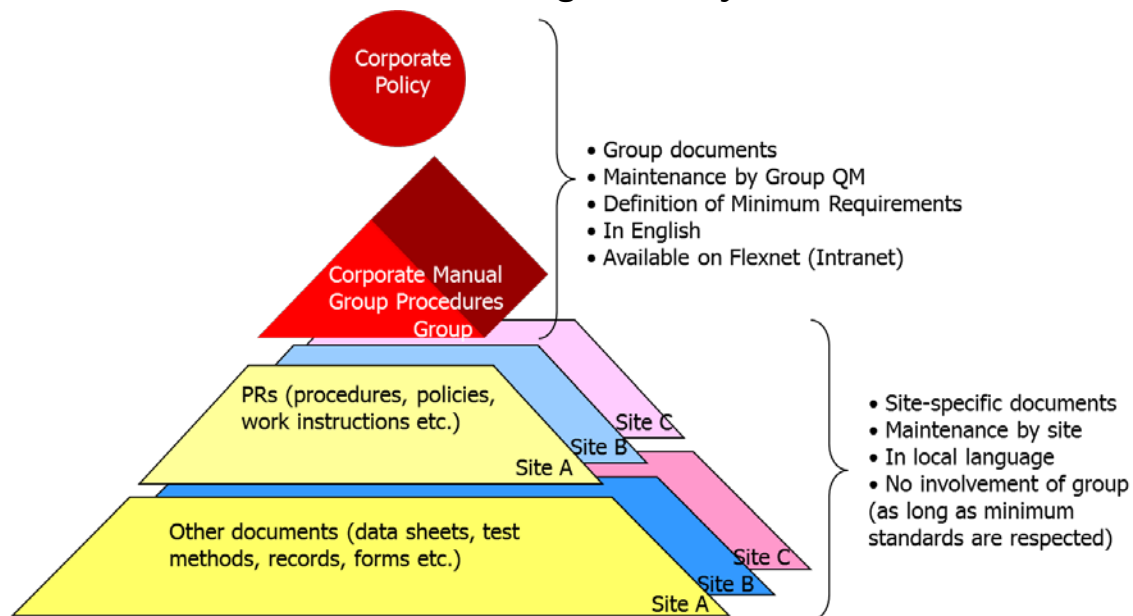 Corporate
Policy
• Group documents
• Maintenance by Group QM
• Definition of Minimum Requirements
• In English
• Available on Flexnet (Intranet)
Corporate Manual
Group Procedures
Group
PRs (procedures, policies,
work instructions etc.)
Site A
Site B
Site C
• Site-specific documents
• Maintenance by site
• In local language
• No involvement of group
(as long as minimum
standards are respected)
Other documents (data sheets, test
methods, records, forms etc.)
Site A
Site B
Site C